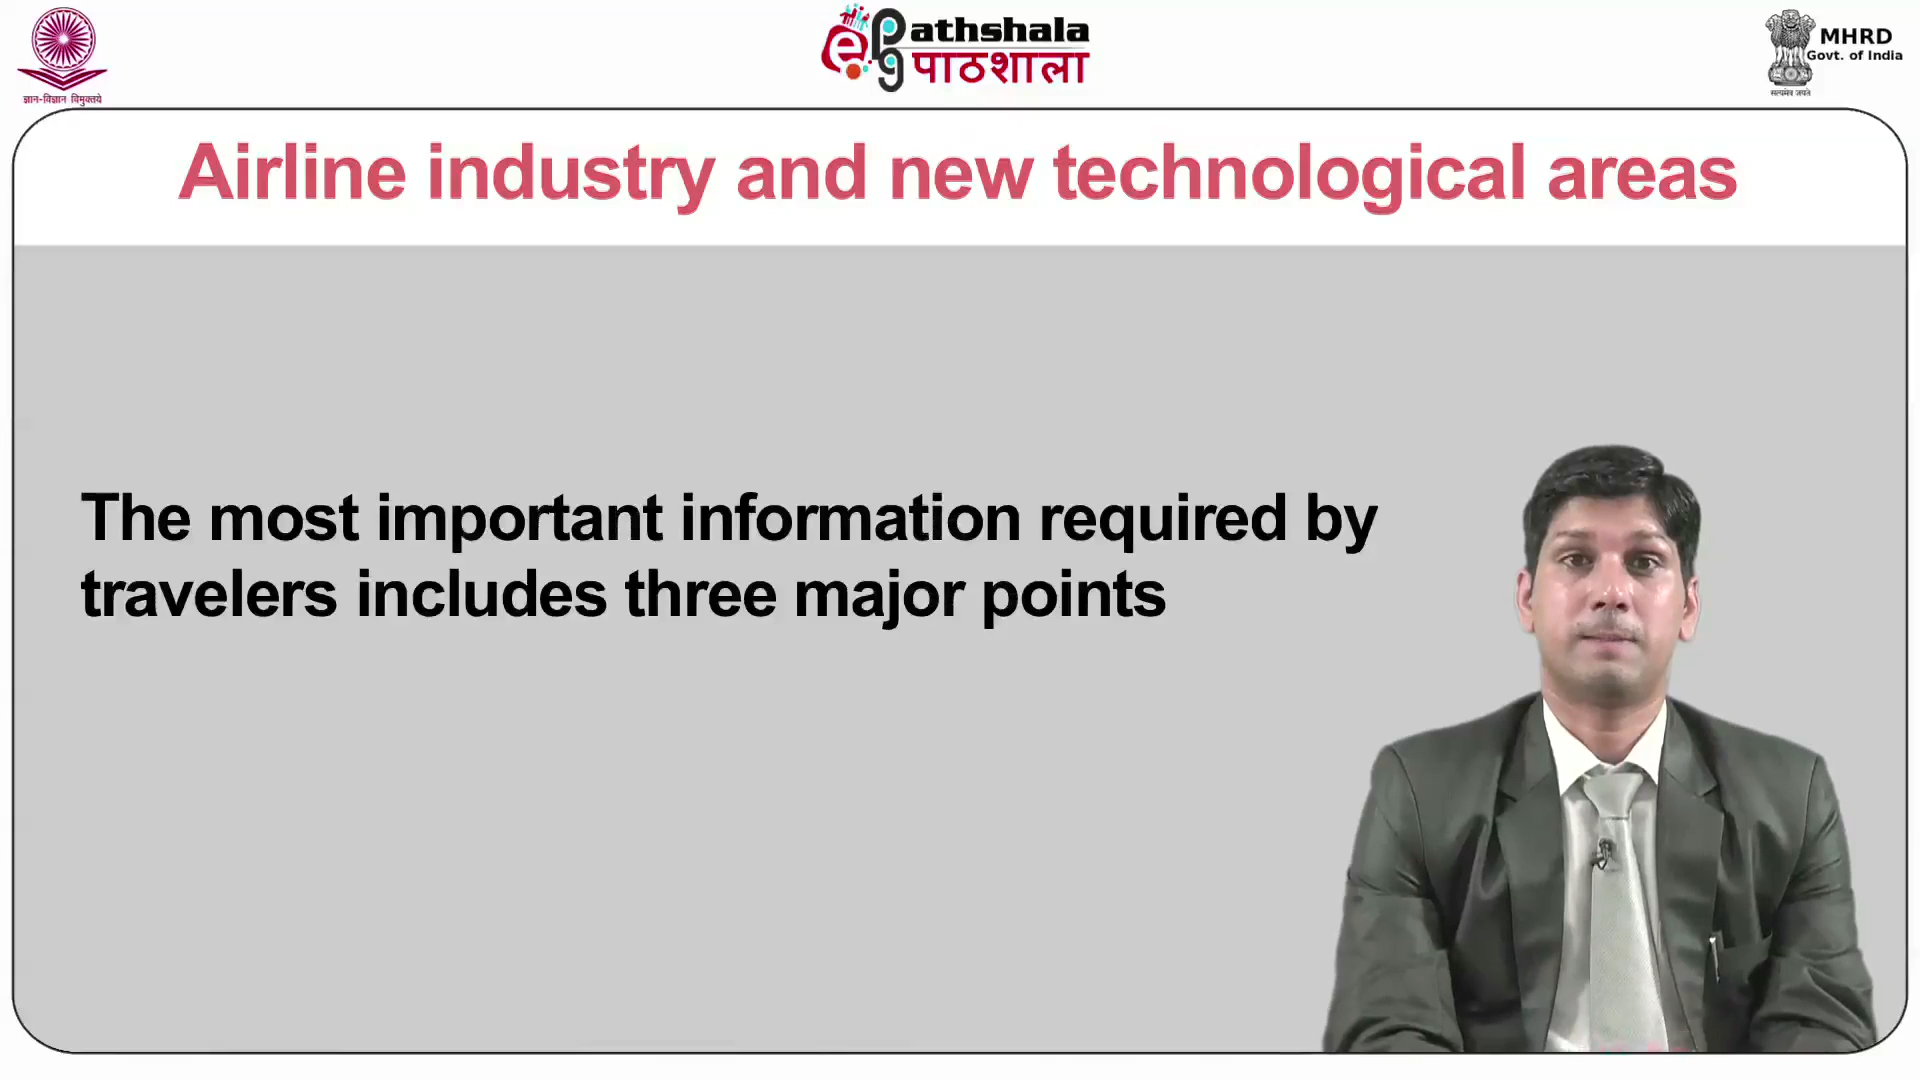 ज्ञान-विज्ञान विमुक्तये
ePathshala
पाठशाला
MHRD
Govt. of India
सत्यमेव जयते
Airline industry and new technological areas
The most important information required by
travelers includes three major points